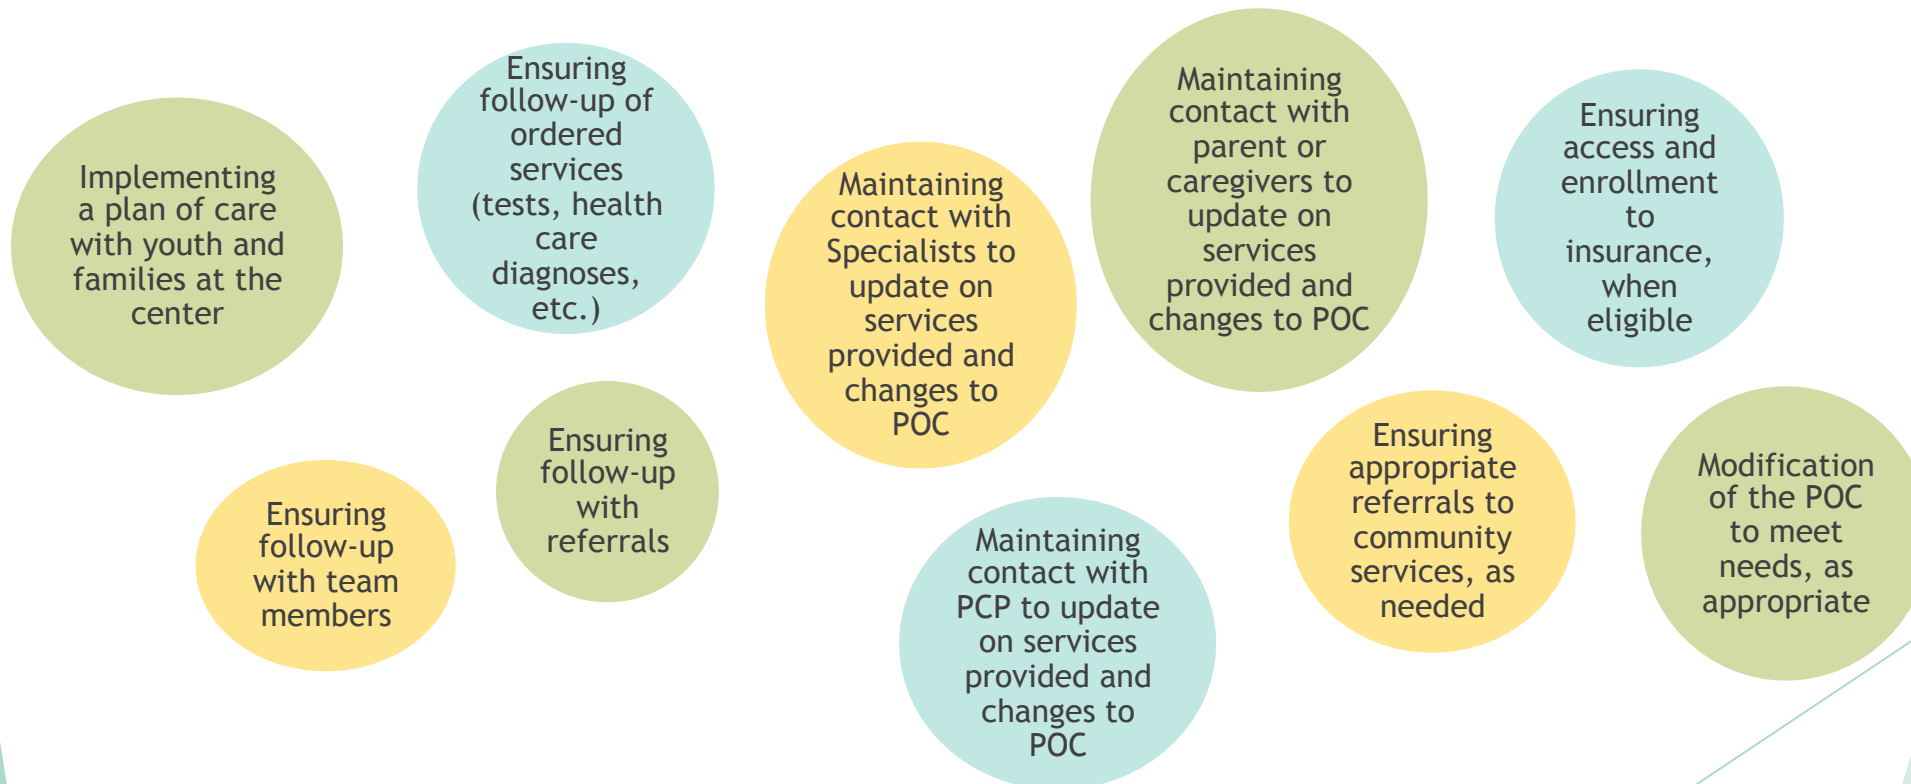 Implementing
a plan of care
with youth and
families at the
center
Ensuring
follow-up of
ordered
services
(tests, health
care
diagnoses,
etc.)
Maintaining
contact with
Specialists to
update on
services
provided and
changes to
POC
Maintaining
contact with
parent or
caregivers to
update on
services
provided and
changes to POC
Ensuring
access and
enrollment
to
insurance,
when
eligible
Ensuring
follow-up
with team
members
Ensuring
follow-up
with
referrals
Maintaining
contact with
PCP to update
on services
provided and
changes to
POC
Ensuring
appropriate
referrals to
community
services, as
needed
Modification
of the POC
to meet
needs, as
appropriate